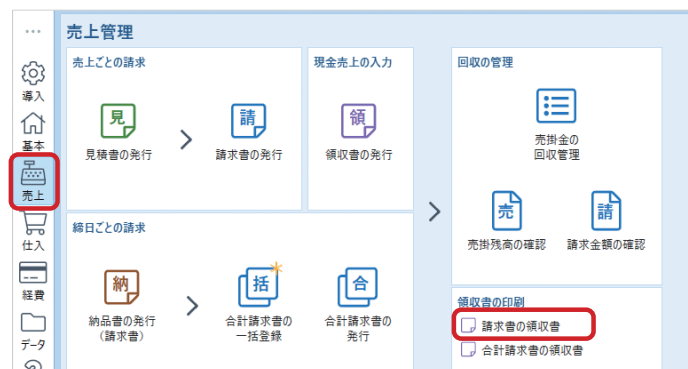 売上管理
導入
基本
売上
仕入
経費
データ
売上ごとの請求
見
見積書の発行
請
請求書の発行
現金売上の入力
領
領収書の発行
締日ごとの請求
納
納品書の発行
(請求書)
括
合計請求書の
一括登録
合
合計請求書の
発行
回収の管理
売掛金の
回収管理
売
売掛残高の確認
請
請求金額の確認
領収書の印刷
請求書の領収書
合計請求書の領収書